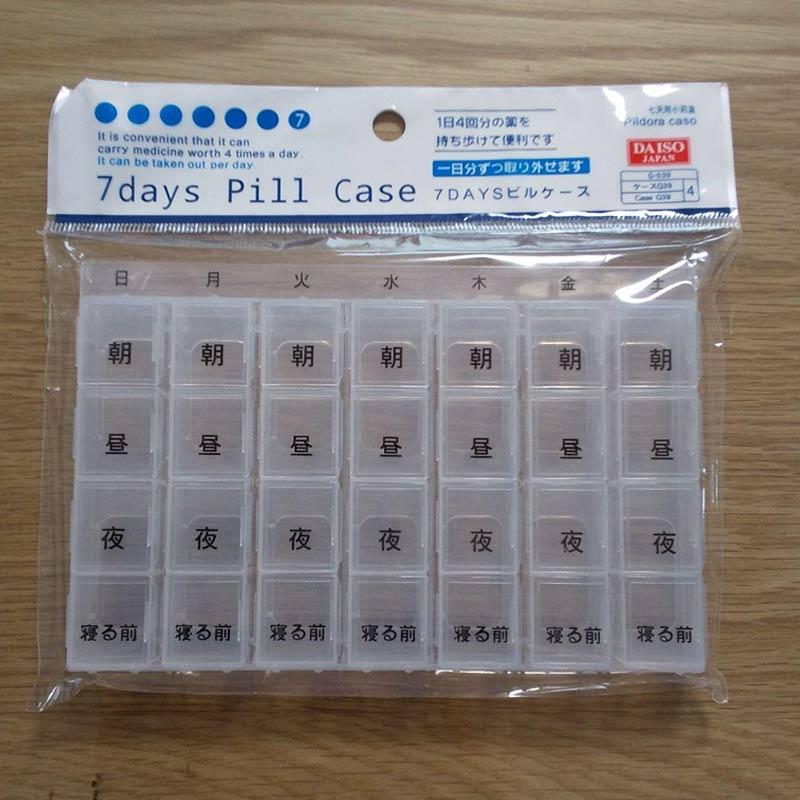 7
It is convenient that it can
carry medicine worth 4 times a day.
It can be taken out per day.
7days Pill Case
1日4回分の薬を
持ち歩けて便利です
一日分ずつ取り外せます
7DAYSピルケース
七天用小药盒
Pildora caso
DAISO
JAPAN
G-039
ケースG39
Case G39
4
日 月 火 水 木 金 土
朝 朝 朝 朝 朝 朝 朝
昼 昼 昼 昼 昼 昼 昼
夜 夜 夜 夜 夜 夜 夜
寝る前 寝る前 寝る前 寝る前 寝る前 寝る前 寝る前